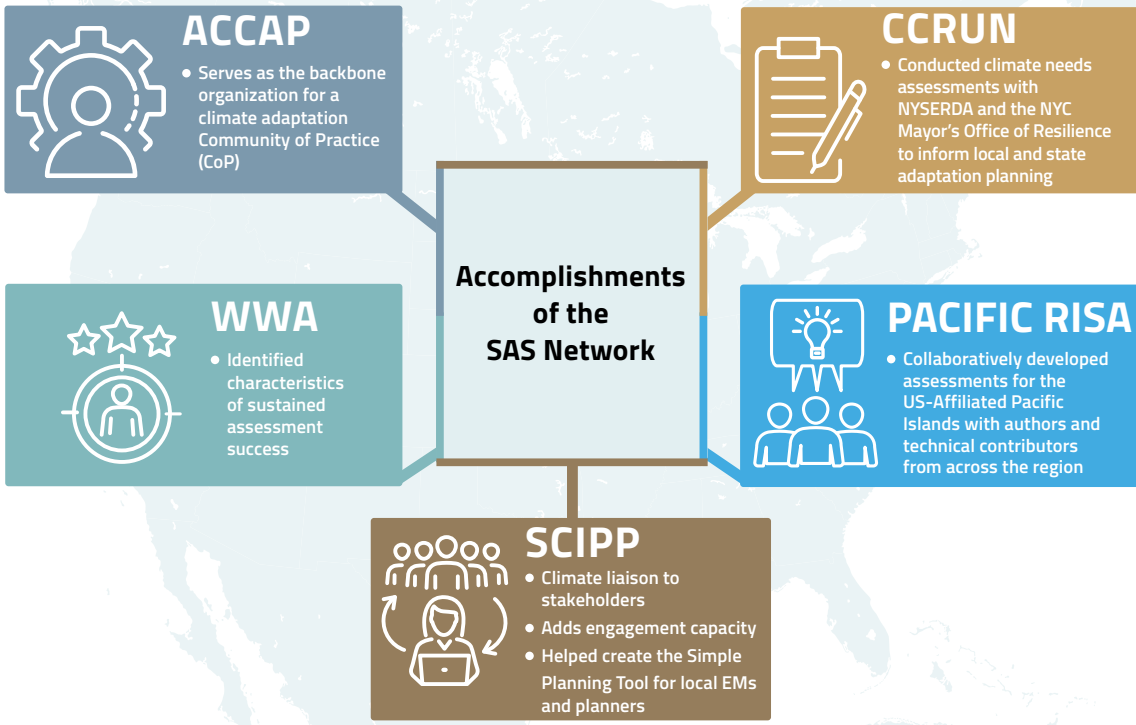 ACCAP
• Serves as the backbone
organization for a
climate adaptation
Community of Practice
(CoP)
CCRUN
• Conducted climate needs
assessments with
NYSERDA and the NYC
Mayor's Office of Resilience
to inform local and state
adaptation planning
Accomplishments
of the
SAS Network
WWA
• Identified
characteristics
of sustained
assessment
success
PACIFIC RISA
• Collaboratively developed
assessments for the
US-Affiliated Pacific
Islands with authors and
technical contributors
from across the region
SCIPP
• Climate liaison to
stakeholders
• Adds engagement capacity
• Helped create the Simple
Planning Tool for local EMs
and planners